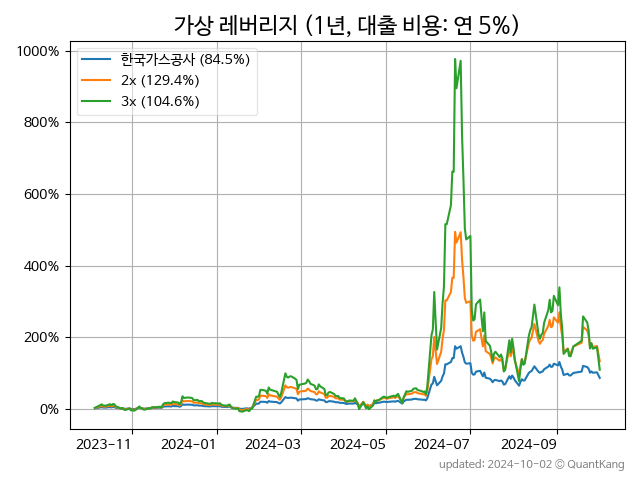 가상 레버리지 (1년, 대출 비용: 연 5%)
1000%
800%
600%
400%
200%
0%
한국가스공사 (84.5%)
2x (129.4%)
3x (104.6%)
2023-11 2024-01 2024-03 2024-05 2024-07 2024-09
updated: 2024-10-02 © QuantKang